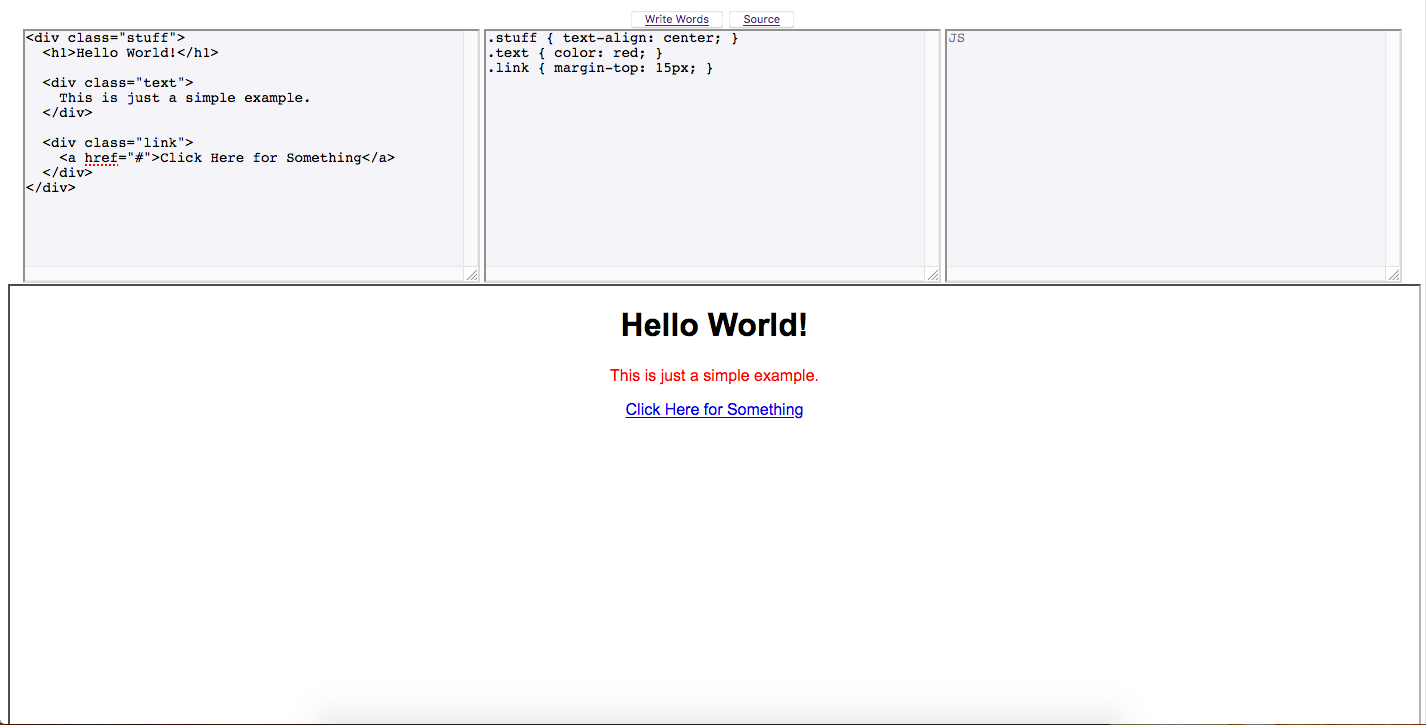 Write Words Source
<div class="stuff">
  <h1>Hello World!</h1>
  <div class="text">
    This is just a simple example.
  </div>
  <div class="link">
    <a href="#">Click Here for Something</a>
  </div>
</div>
.stuff { text-align: center; }
.text { color: red; }
.link { margin-top: 15px; }
JS
Hello World!
This is just a simple example.
Click Here for Something